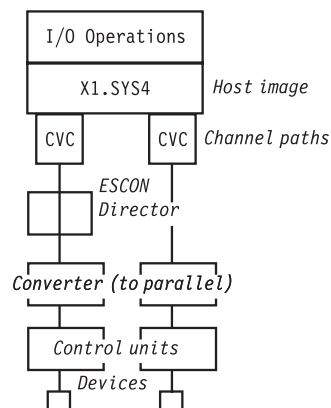 I/O Operations
X1.SYS4
Host image
CVC
CVC
Channel paths
ESCON
Director
Converter (to parallel)
Control units
Devices